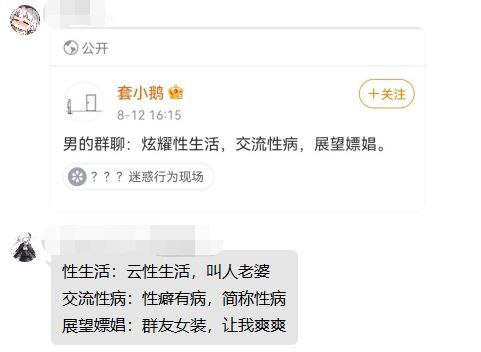 公开
套小鹅
+关注
8-12 16:15
男的群聊：炫耀性生活，交流性病，展望嫖娼。
？？？迷惑行为现场
性生活：云性生活，叫人老婆
交流性病：性癖有病，简称性病
展望嫖娼：群友女装，让我爽爽